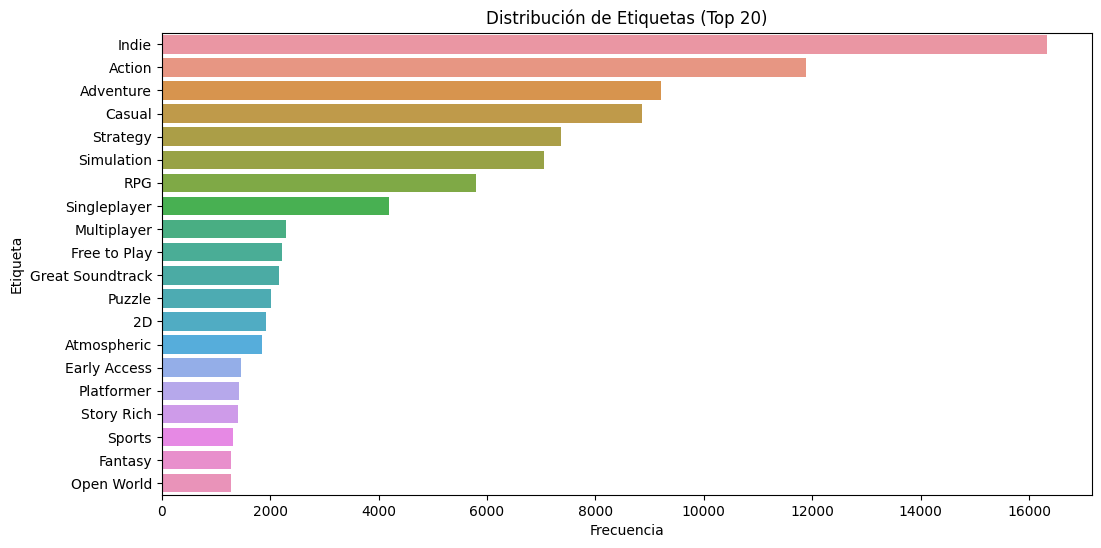 Distribución de Etiquetas (Top 20)
Etiqueta
Indie
Action
Adventure
Casual
Strategy
Simulation
RPG
Singleplayer
Multiplayer
Free to Play
Great Soundtrack
Puzzle
2D
Atmospheric
Early Access
Platformer
Story Rich
Sports
Fantasy
Open World
0 2000 4000 6000 8000 10000 12000 14000 16000
Frecuencia